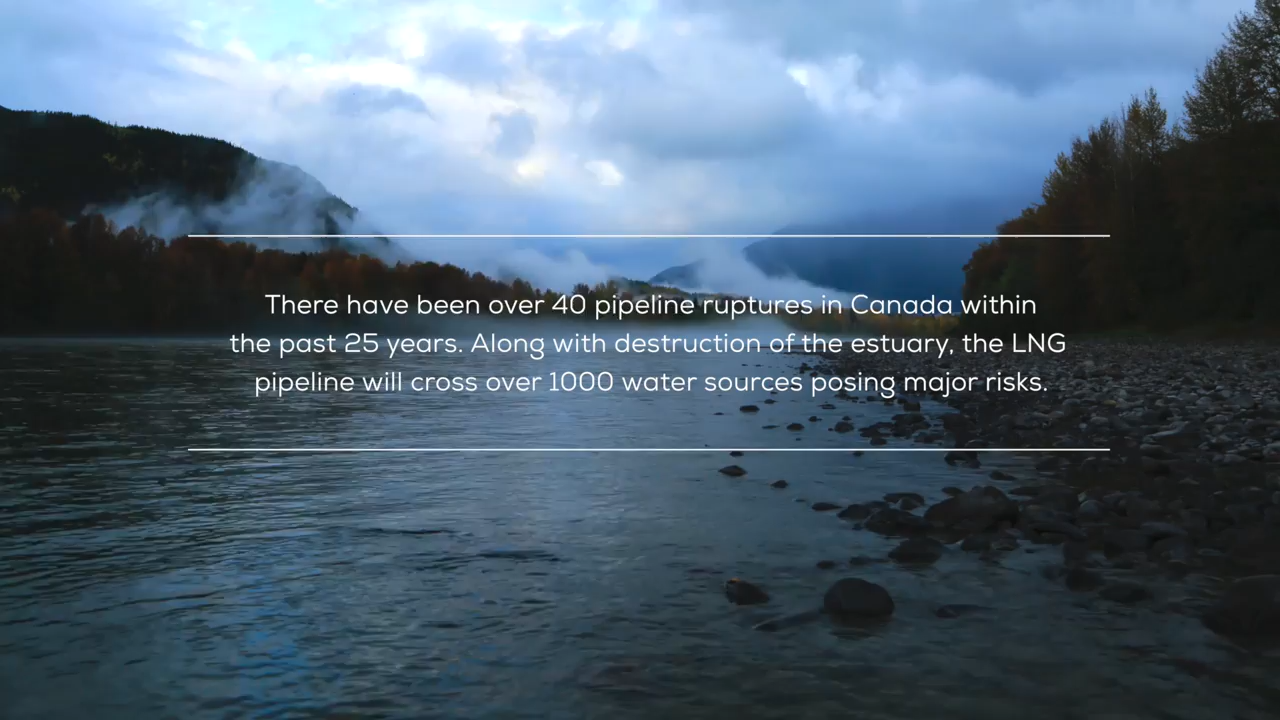 There have been over 40 pipeline ruptures in Canada within
the past 25 years. Along with destruction of the estuary, the LNG
pipeline will cross over 1000 water sources posing major risks.